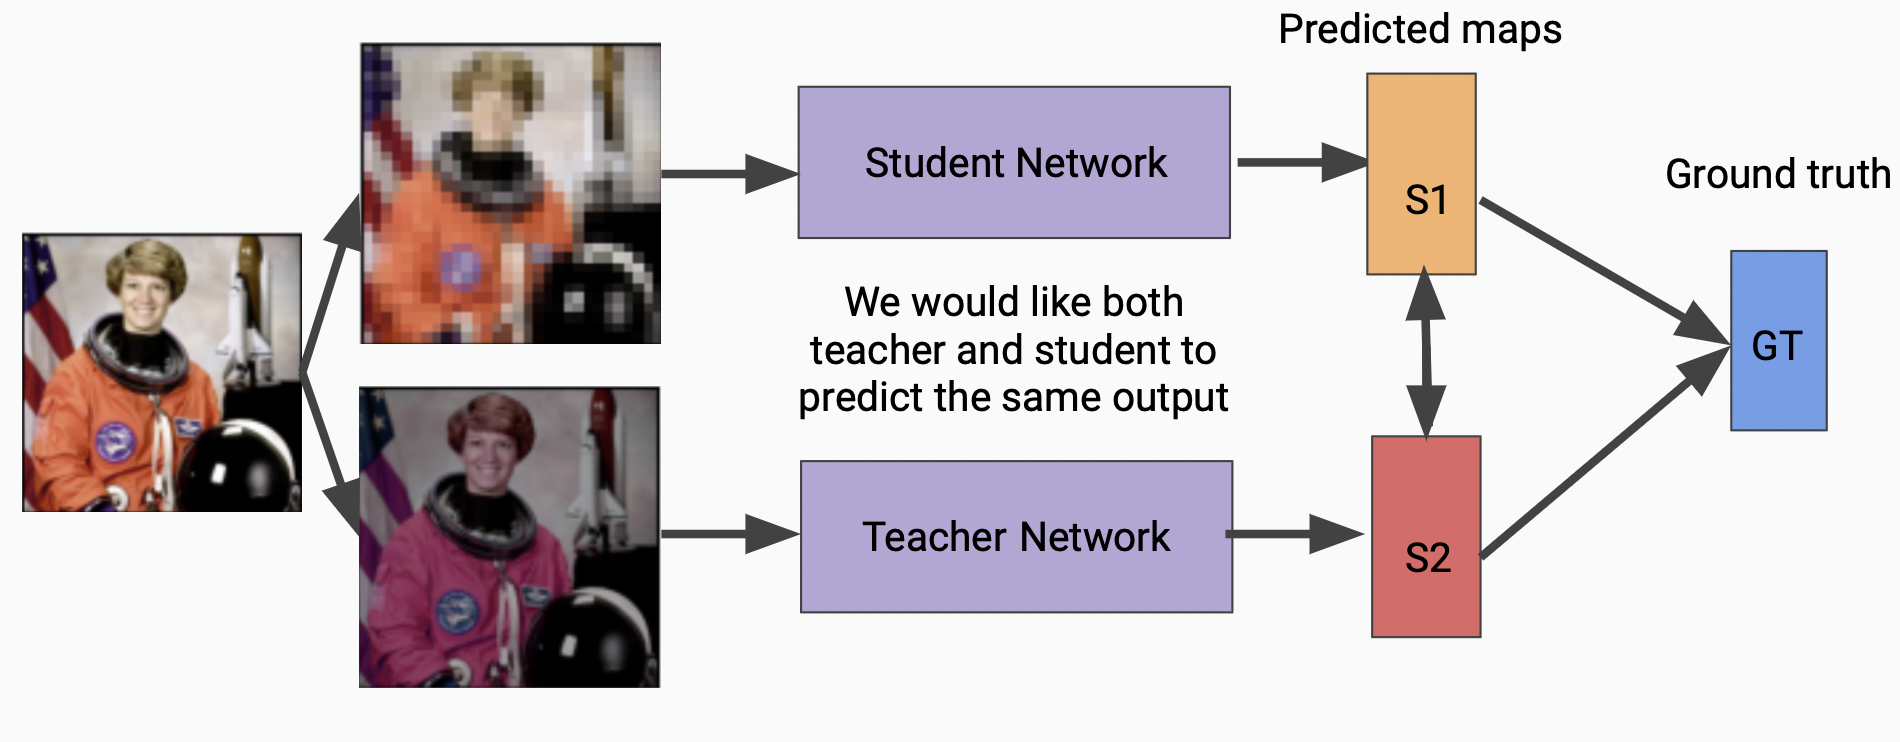 Predicted maps
Student Network
S1
Ground truth
We would like both
teacher and student to
predict the same output
GT
Teacher Network
S2